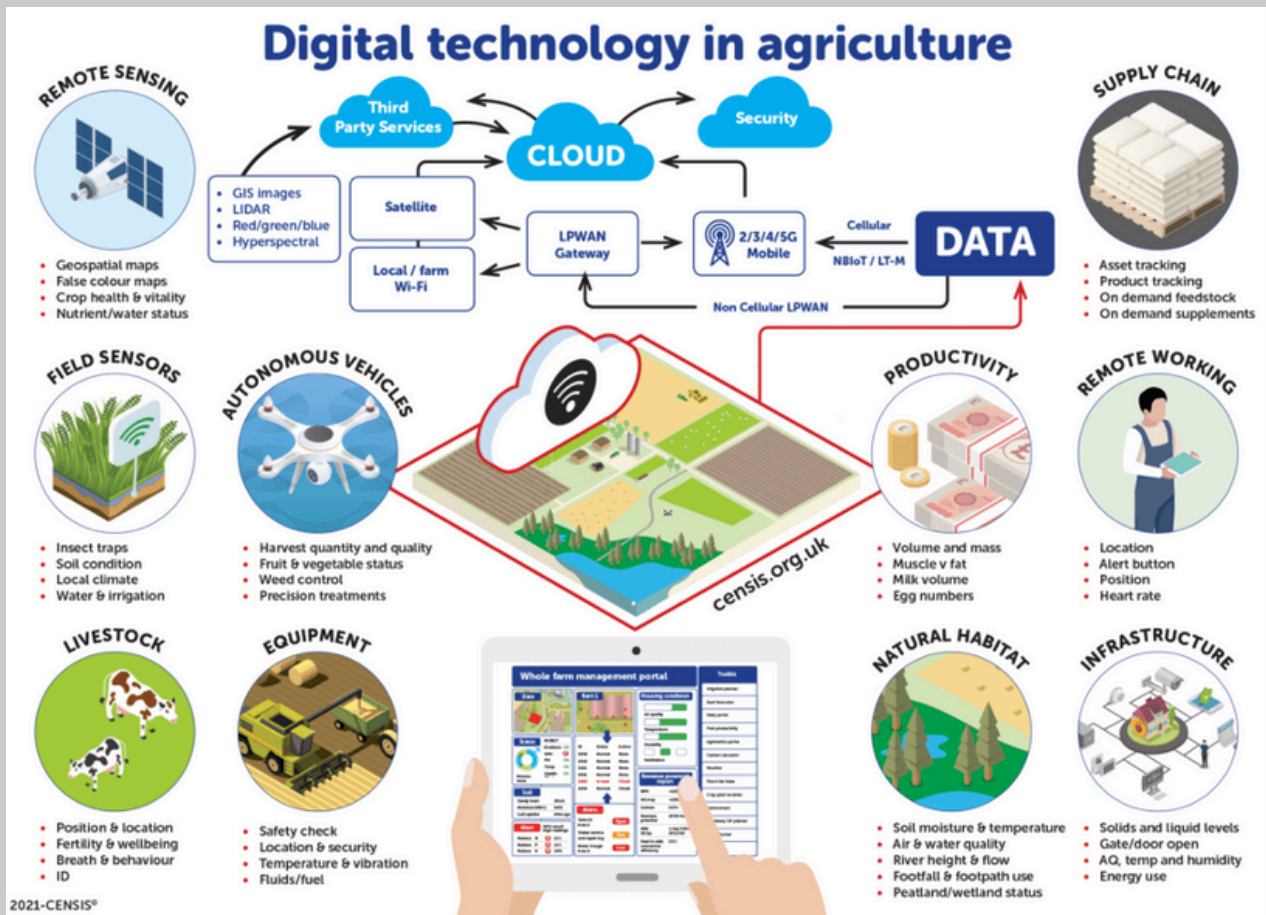 Digital technology in agriculture
REMOTE SENSING
Geospatial maps
False colour maps
Crop health & vitality
Nutrient/water status
GIS images
LIDAR
Red/green/blue
Hyperspectral
Third
Party Services
CLOUD
Security
Satellite
Local / farm
Wi-Fi
LPWAN
Gateway
2/3/4/5G
Mobile
Cellular
NBIoT / LT-M
DATA
Non Cellular LPWAN
SUPPLY CHAIN
Asset tracking
Product tracking
On demand feedstock
On demand supplements
FIELD SENSORS
Insect traps
Soil condition
Local climate
Water & irrigation
AUTONOMOUS VEHICLES
Harvest quantity and quality
Fruit & vegetable status
Weed control
Precision treatments
censis.org.uk
PRODUCTIVITY
Volume and mass
Muscle v fat
Milk volume
Egg numbers
REMOTE WORKING
Location
Alert button
Position
Heart rate
LIVESTOCK
Position & location
Fertility & wellbeing
Breath & behaviour
ID
EQUIPMENT
Safety check
Location & security
Temperature & vibration
Fluids/fuel
Whole farm management portal
Housing condition
Air quality
Temperature
Soil
NATURAL HABITAT
Soil moisture & temperature
Air & water quality
River height & flow
Footfall & footpath use
Peatland/wetland status
INFRASTRUCTURE
Solids and liquid levels
Gate/door open
AQ, temp and humidity
Energy use
2021-CENSIS©